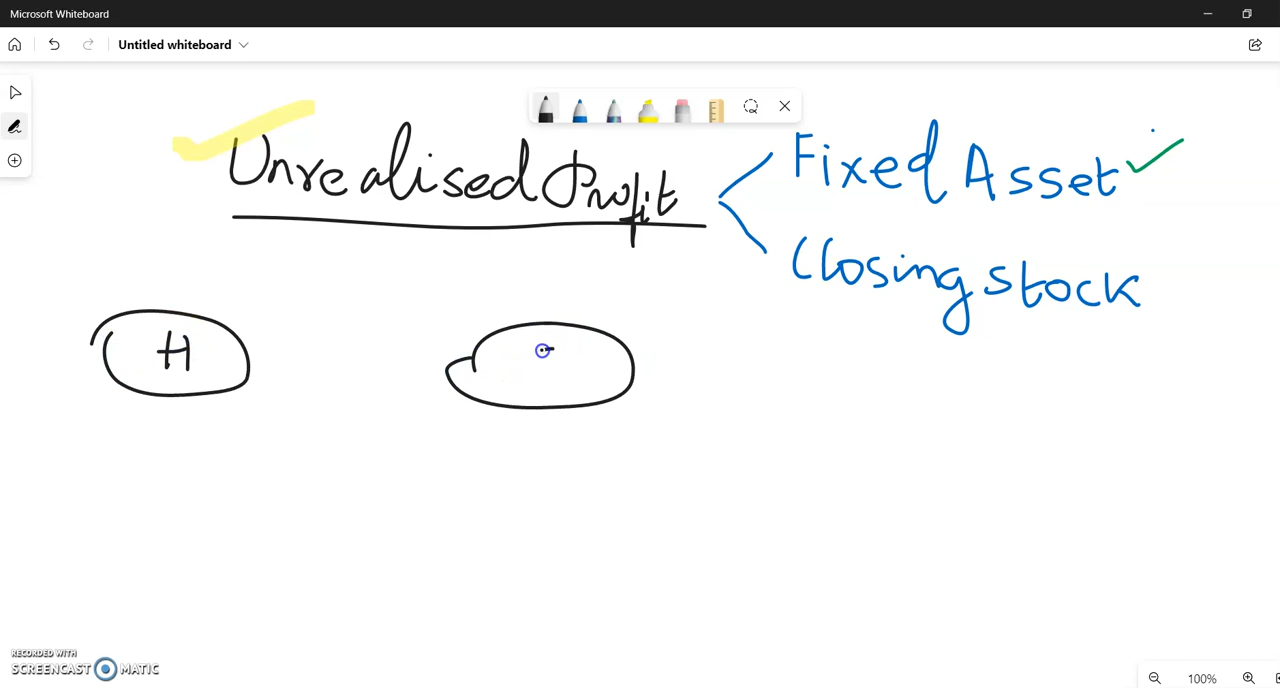 Microsoft Whiteboard
Untitled whiteboard
Unrealised Profit
Fixed Asset
Closing stock
H
RECORDED WITH
SCREENCAST MATIC
100%